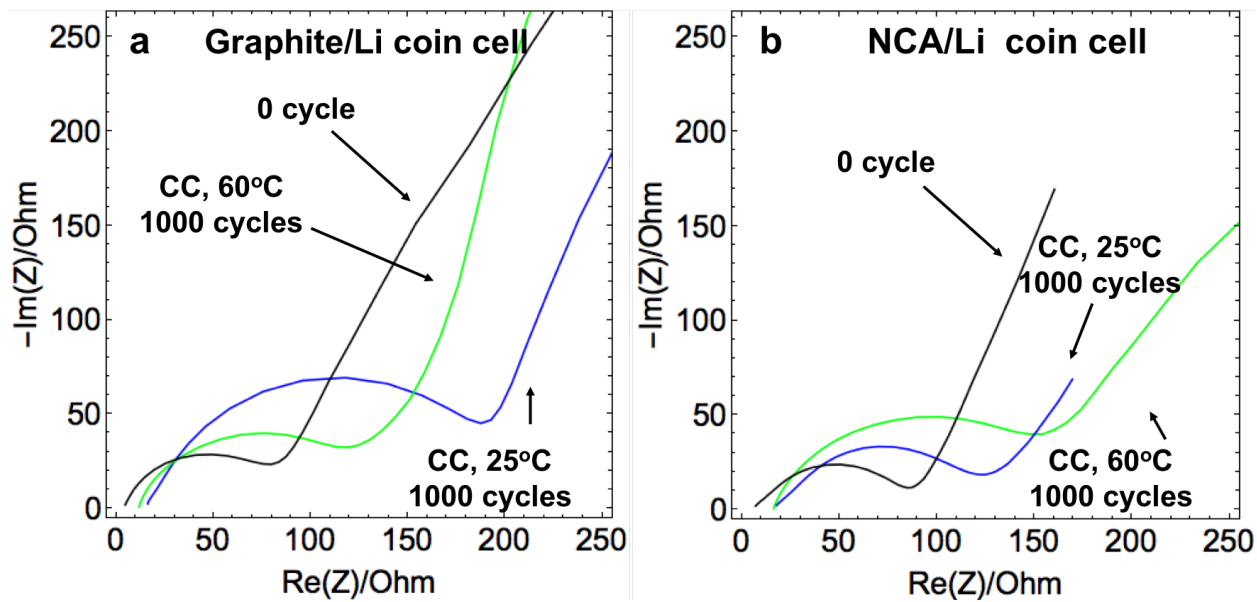 a Graphite/Li coin cell
0 cycle
CC, 60°C
1000 cycles
CC, 25°C
1000 cycles
250
200
150
100
50
0
-Im(Z)/Ohm
0 50 100 150 200 250
Re(Z)/Ohm
b NCA/Li coin cell
0 cycle
CC, 25°C
1000 cycles
CC, 60°C
1000 cycles
250
200
150
100
50
0
-Im(Z)/Ohm
0 50 100 150 200 250
Re(Z)/Ohm